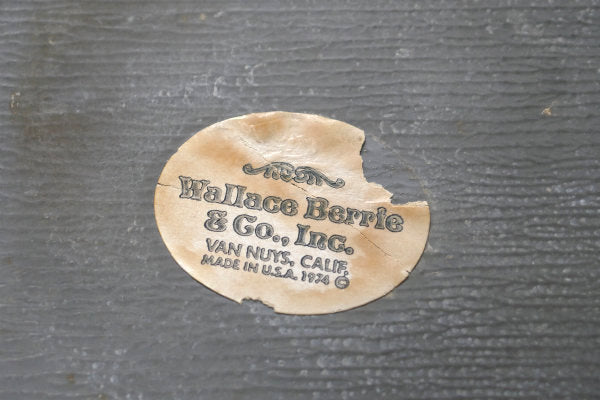 Wallace Berrie
& Co., Inc.
VAN NUYS, CALIF.
MADE IN U.S.A. 1974 ©